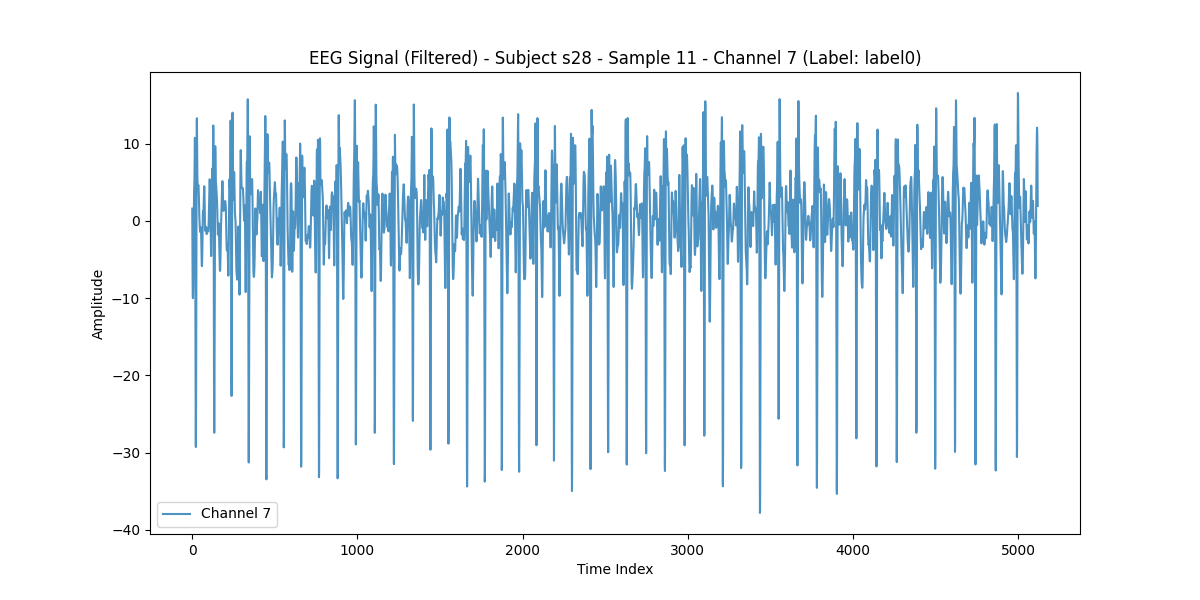 EEG Signal (Filtered) - Subject s28 - Sample 11 - Channel 7 (Label: label0)
10
0
−10
−20
−30
−40
Amplitude
Channel 7
0 1000 2000 3000 4000 5000
Time Index